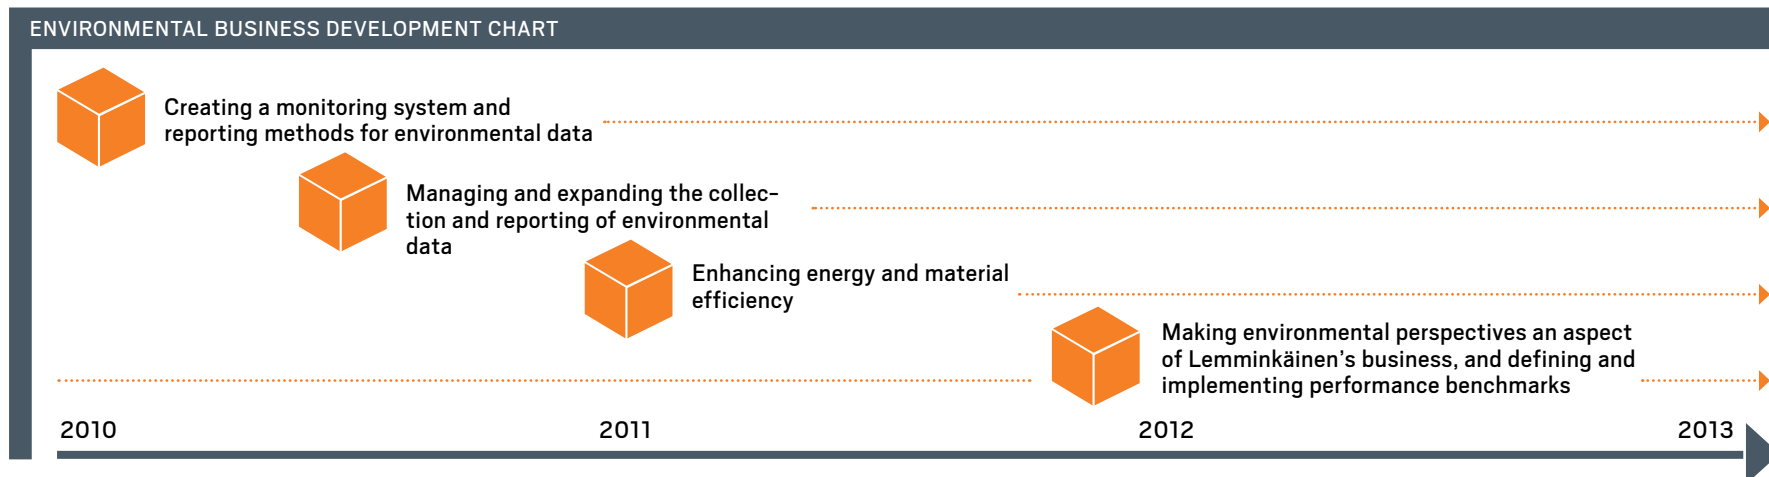 ENVIRONMENTAL BUSINESS DEVELOPMENT CHART
Creating a monitoring system and
reporting methods for environmental data
Managing and expanding the collec-
tion and reporting of environmental
data
Enhancing energy and material
efficiency
Making environmental perspectives an aspect
of Lemminkäinen’s business, and defining and
implementing performance benchmarks
2010 2011 2012 2013